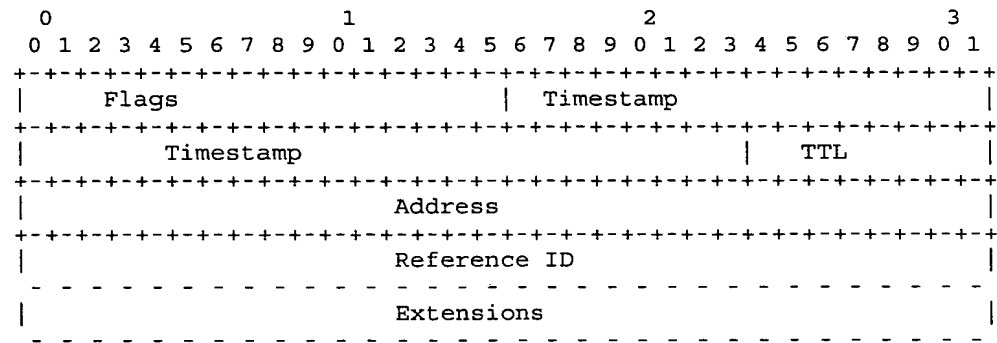 0                   1                   2                   3
 0 1 2 3 4 5 6 7 8 9 0 1 2 3 4 5 6 7 8 9 0 1 2 3 4 5 6 7 8 9 0 1
+-+-+-+-+-+-+-+-+-+-+-+-+-+-+-+-+-+-+-+-+-+-+-+-+-+-+-+-+-+-+-+-+
|     Flags                     |  Timestamp                    |
+-+-+-+-+-+-+-+-+-+-+-+-+-+-+-+-+-+-+-+-+-+-+-+-+-+-+-+-+-+-+-+-+
|         Timestamp                             |   TTL         |
+-+-+-+-+-+-+-+-+-+-+-+-+-+-+-+-+-+-+-+-+-+-+-+-+-+-+-+-+-+-+-+-+
|                        Address                                |
+-+-+-+-+-+-+-+-+-+-+-+-+-+-+-+-+-+-+-+-+-+-+-+-+-+-+-+-+-+-+-+-+
|                        Reference ID                           |
 - - - - - - - - - - - - - - - - - - - - - - - - - - - - - - - -
|                        Extensions                             |
 - - - - - - - - - - - - - - - - - - - - - - - - - - - - - - - -